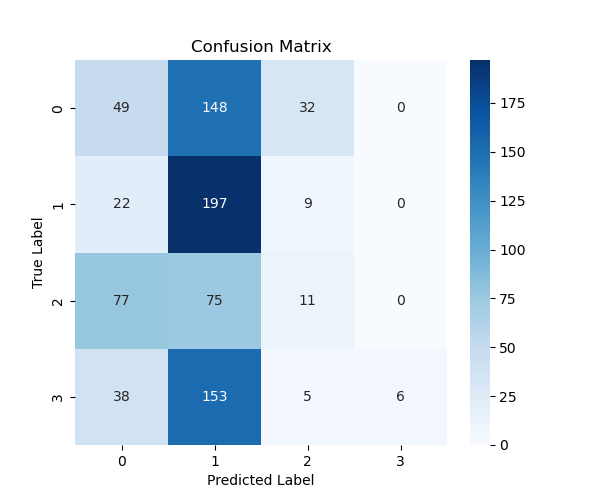 Confusion Matrix
True Label
0 49 148 32 0
1 22 197 9 0
2 77 75 11 0
3 38 153 5 6
0 1 2 3
Predicted Label
175
150
125
100
75
50
25
0